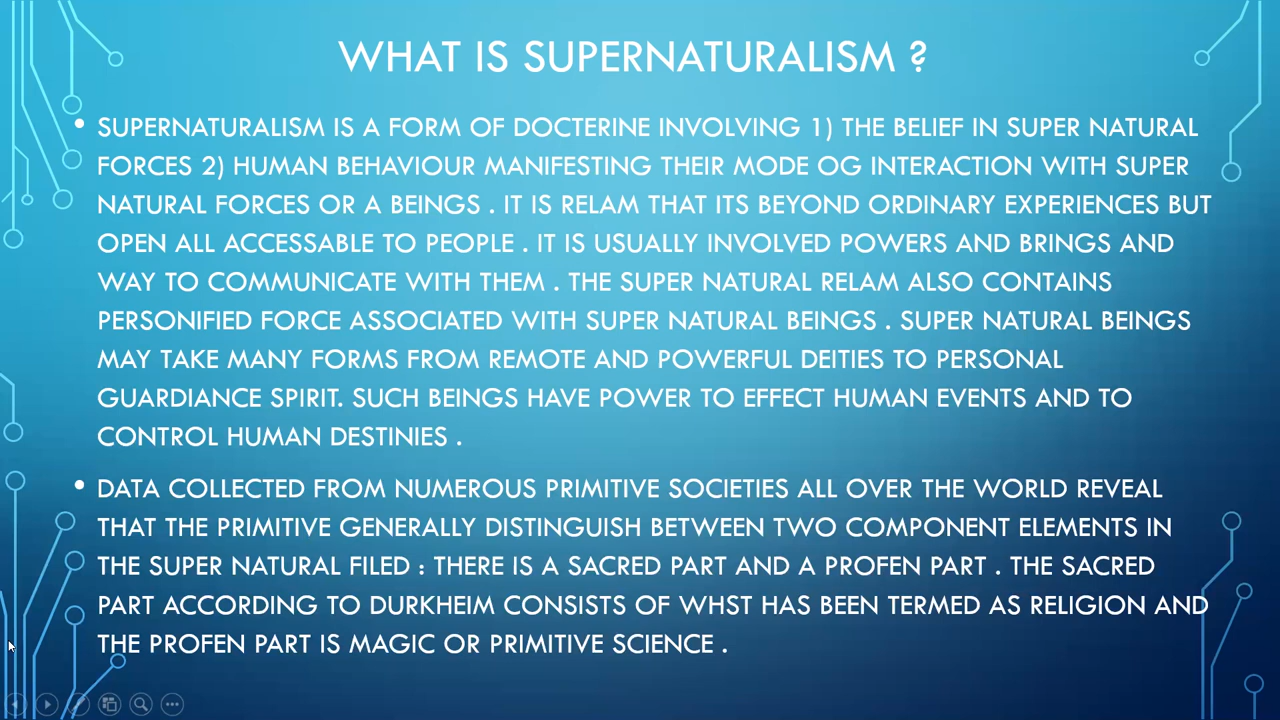 WHAT IS SUPERNATURALISM ?
• SUPERNATURALISM IS A FORM OF DOCTERINE INVOLVING 1) THE BELIEF IN SUPER NATURAL
FORCES 2) HUMAN BEHAVIOUR MANIFESTING THEIR MODE OG INTERACTION WITH SUPER
NATURAL FORCES OR A BEINGS . IT IS RELAM THAT ITS BEYOND ORDINARY EXPERIENCES BUT
OPEN ALL ACCESSABLE TO PEOPLE . IT IS USUALLY INVOLVED POWERS AND BRINGS AND
WAY TO COMMUNICATE WITH THEM . THE SUPER NATURAL RELAM ALSO CONTAINS
PERSONIFIED FORCE ASSOCIATED WITH SUPER NATURAL BEINGS . SUPER NATURAL BEINGS
MAY TAKE MANY FORMS FROM REMOTE AND POWERFUL DEITIES TO PERSONAL
GUARDIANCE SPIRIT. SUCH BEINGS HAVE POWER TO EFFECT HUMAN EVENTS AND TO
CONTROL HUMAN DESTINIES .
• DATA COLLECTED FROM NUMEROUS PRIMITIVE SOCIETIES ALL OVER THE WORLD REVEAL
THAT THE PRIMITIVE GENERALLY DISTINGUISH BETWEEN TWO COMPONENT ELEMENTS IN
THE SUPER NATURAL FILED : THERE IS A SACRED PART AND A PROFEN PART . THE SACRED
PART ACCORDING TO DURKHEIM CONSISTS OF WHST HAS BEEN TERMED AS RELIGION AND
THE PROFEN PART IS MAGIC OR PRIMITIVE SCIENCE .